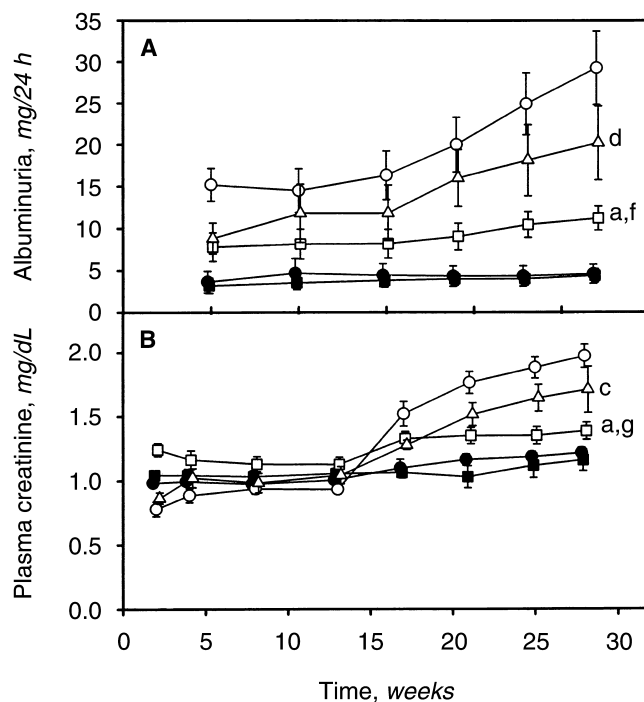 35
A
30
25
20
d
15
a,f
10
5
0
Albuminuria, mg/24 h
B
2.0
c
1.5
a,g
1.0
0.5
0.0
Plasma creatinine, mg/dL
0 5 10 15 20 25 30
Time, weeks